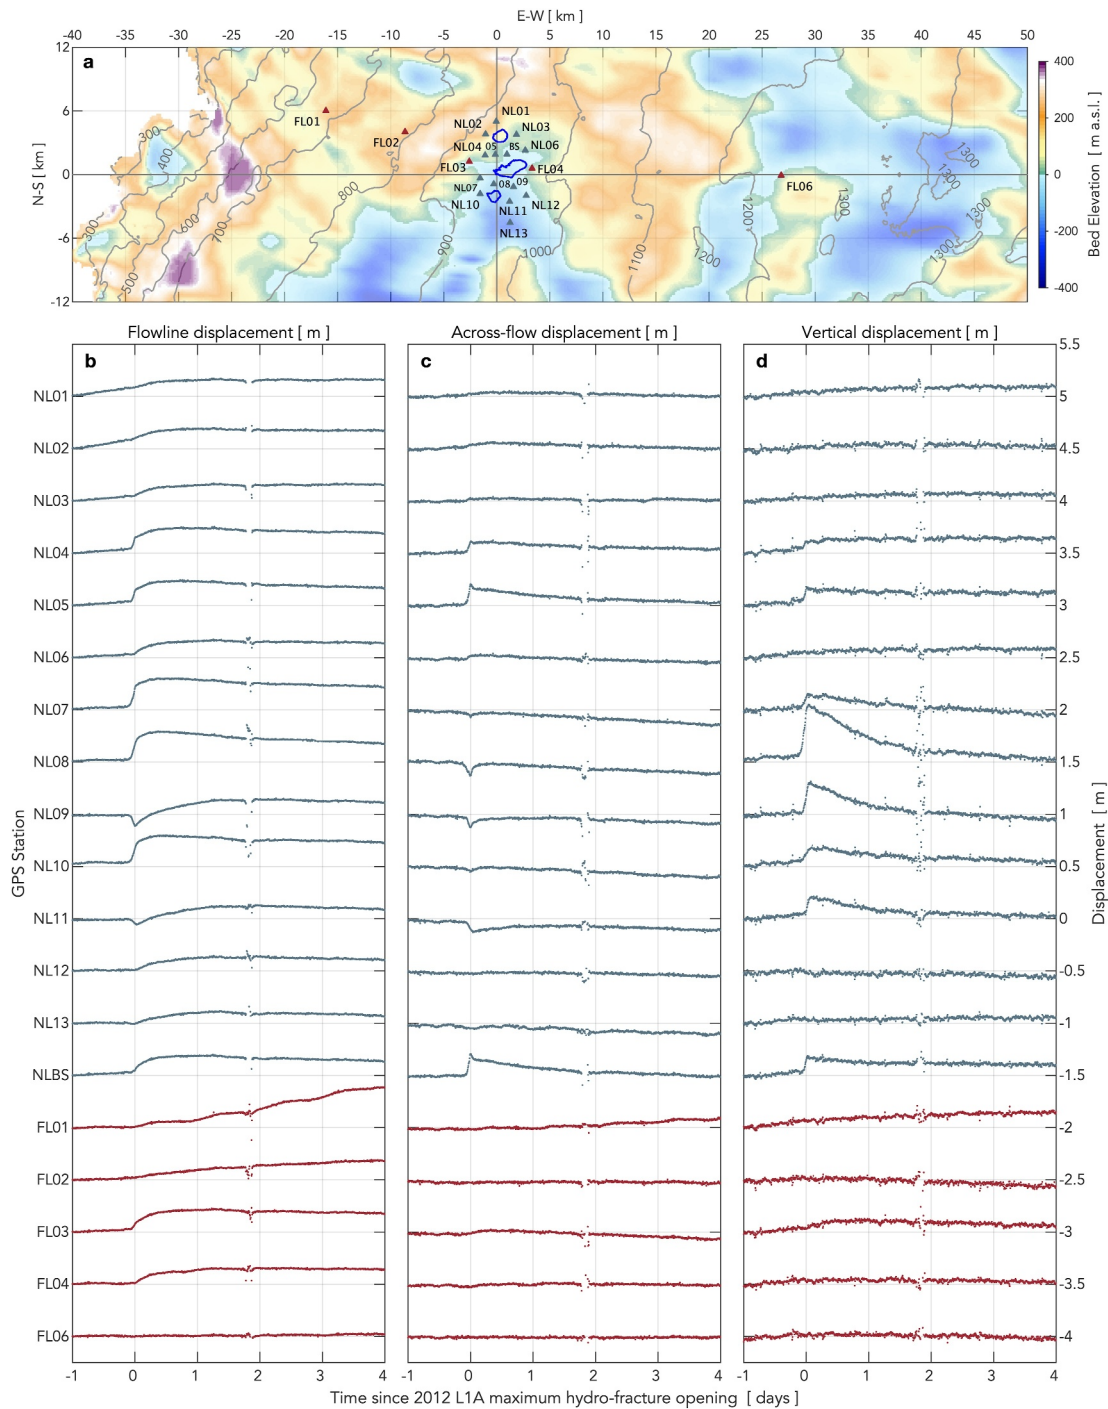 E-W [ km ]
-40 -35 -30 -25 -20 -15 -10 -5 0 5 10 15 20 25 30 35 40 45 50
a
12
6
0
-6
-12
N-S [ km ]
FL01
FL02
FL03
FL04
FL06
NL01
NL02
NL03
NL04
05
BS
NL06
NL07
08
09
NL10
NL11
NL12
NL13
300
400
300
500
600
700
800
900
1000
1100
1200
1200
1300
1300
1300
1300
400
200
0
-200
-400
Bed Elevation [ m a.s.l. ]
Flowline displacement [ m ]
Across-flow displacement [ m ]
Vertical displacement [ m ]
b
c
d
GPS Station
NL01
NL02
NL03
NL04
NL05
NL06
NL07
NL08
NL09
NL10
NL11
NL12
NL13
NLBS
FL01
FL02
FL03
FL04
FL06
5.5
5
4.5
4
3.5
3
2.5
2
1.5
1
0.5
0
-0.5
-1
-1.5
-2
-2.5
-3
-3.5
-4
Displacement [ m ]
-1 0 1 2 3 4
-1 0 1 2 3 4
-1 0 1 2 3 4
Time since 2012 L1A maximum hydro-fracture opening [ days ]